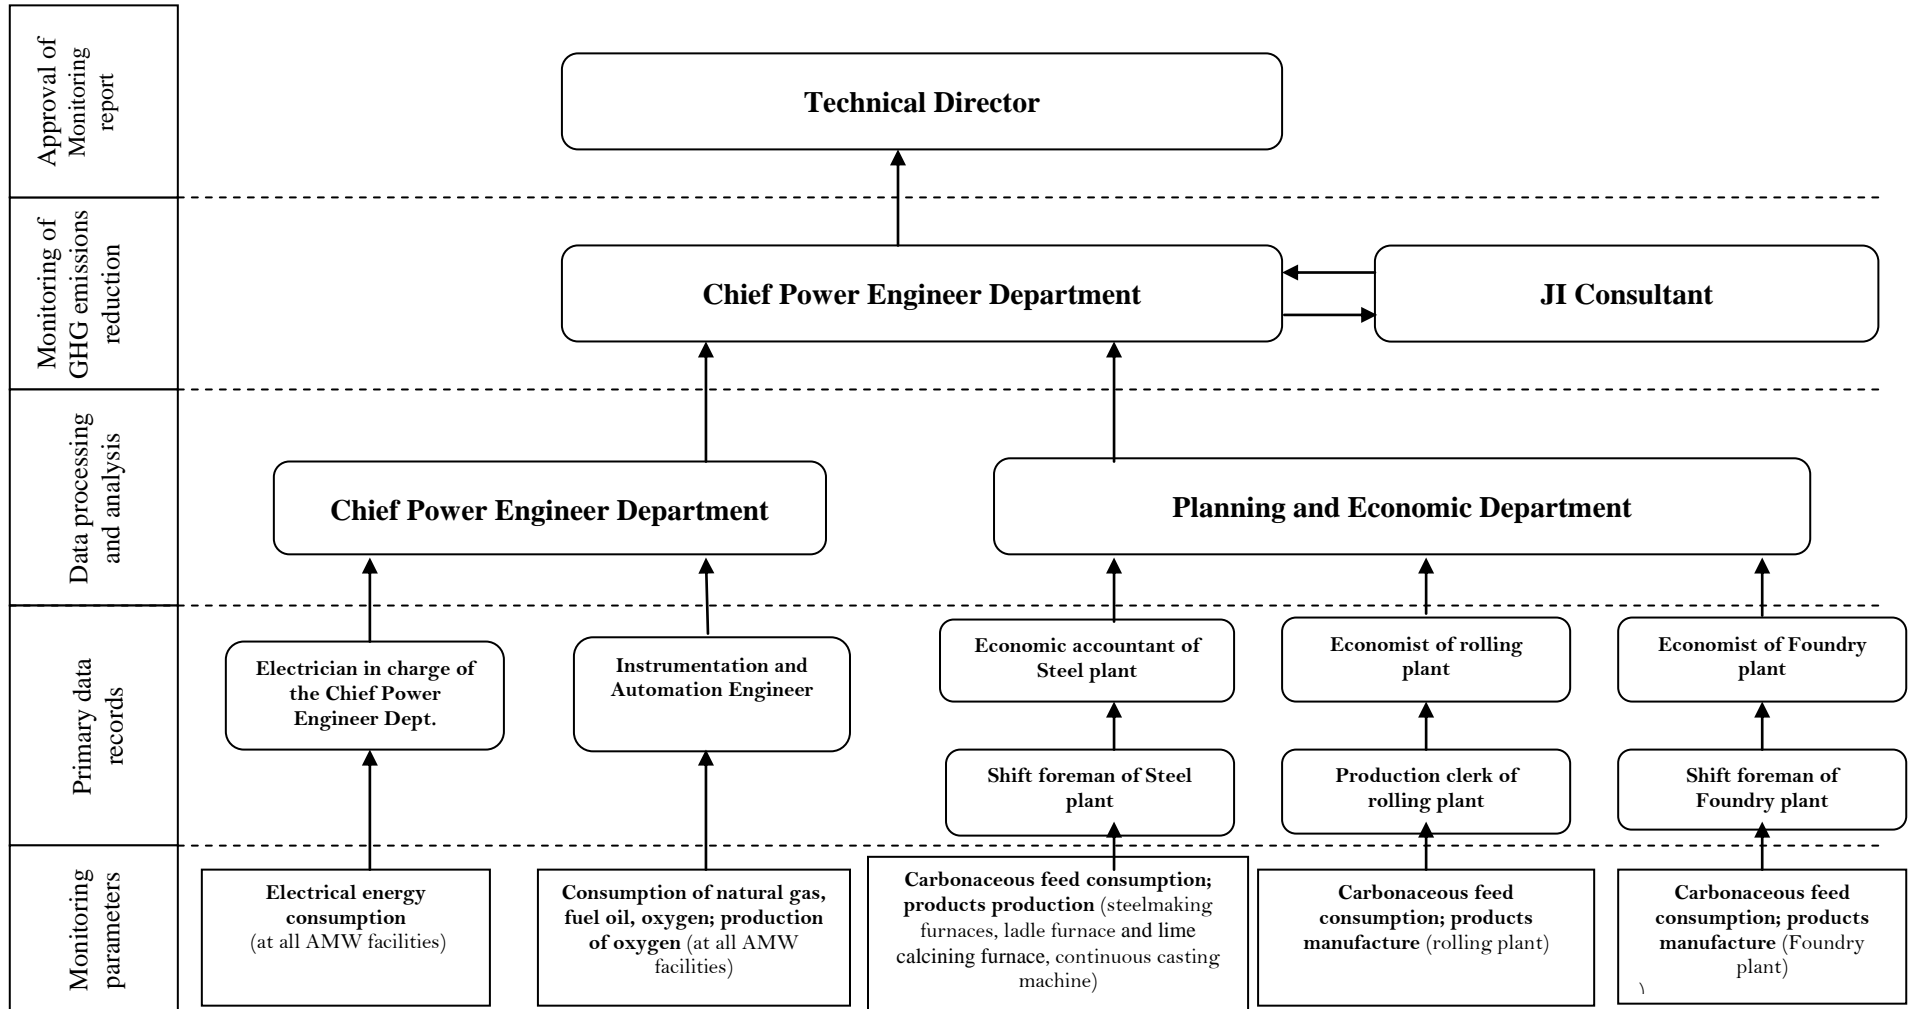 Approval of
Monitoring
report
Technical Director
Monitoring of
GHG emissions
reduction
Chief Power Engineer Department
JI Consultant
Data processing
and analysis
Chief Power Engineer Department
Planning and Economic Department
Primary data
records
Electrician in charge of
the Chief Power
Engineer Dept.
Instrumentation and
Automation Engineer
Economic accountant of
Steel plant
Economist of rolling
plant
Economist of Foundry
plant
Shift foreman of Steel
plant
Production clerk of
rolling plant
Shift foreman of
Foundry plant
Monitoring
parameters
Electrical energy
consumption
(at all AMW facilities)
Consumption of natural gas,
fuel oil, oxygen; production
of oxygen (at all AMW
facilities)
Carbonaceous feed consumption;
products production (steelmaking
furnaces, ladle furnace and lime
calcining furnace, continuous casting
machine)
Carbonaceous feed
consumption; products
manufacture (rolling plant)
Carbonaceous feed
consumption; products
manufacture (Foundry
plant)
)